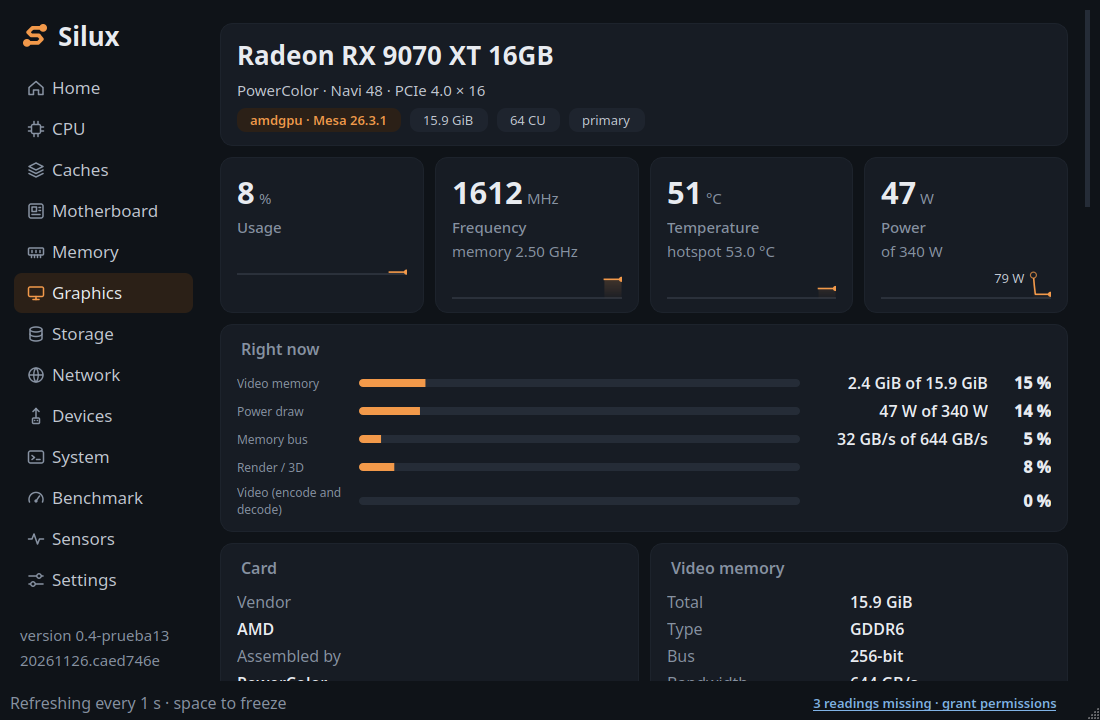 Silux
Home
CPU
Caches
Motherboard
Memory
Graphics
Storage
Network
Devices
System
Benchmark
Sensors
Settings
version 0.4-prueba13
20261126.caed746e
Radeon RX 9070 XT 16GB
PowerColor · Navi 48 · PCIe 4.0 × 16
amdgpu · Mesa 26.3.1 15.9 GiB 64 CU primary
8 %
Usage
1612 MHz
Frequency
memory 2.50 GHz
51 °C
Temperature
hotspot 53.0 °C
47 W
Power
of 340 W
79 W
Right now
Video memory 2.4 GiB of 15.9 GiB 15 %
Power draw 47 W of 340 W 14 %
Memory bus 32 GB/s of 644 GB/s 5 %
Render / 3D 8 %
Video (encode and
decode) 0 %
Card
Vendor
AMD
Assembled by
PowerColor
Video memory
Total 15.9 GiB
Type GDDR6
Bus 256-bit
Bandwidth 644 GB/s
Refreshing every 1 s · space to freeze
3 readings missing · grant permissions